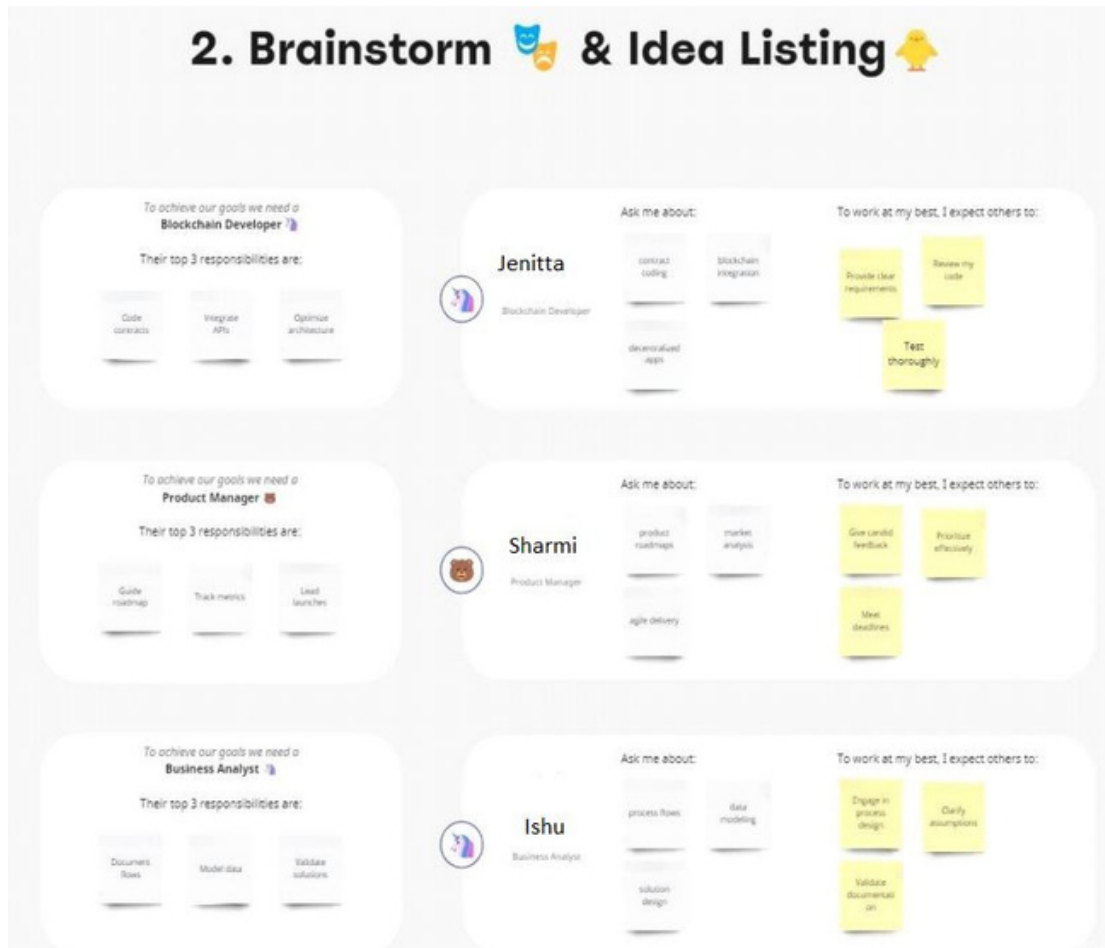 2. Brainstorm & Idea Listing
To achieve our goals we need a
Blockchain Developer
Their top 3 responsibilities are:
Code
contracts
Integrate
APIs
Optimize
architecture
Jenitta
Blockchain Developer
Ask me about:
contract
coding
blockchain
integration
decentralized
apps
To work at my best, I expect others to:
Provide clear
requirements
Review my
code
Test
thoroughly
To achieve our goals we need a
Product Manager
Their top 3 responsibilities are:
Guide
roadmap
Track metrics
Lead
launches
Sharmi
Product Manager
Ask me about:
product
roadmaps
market
analysis
agile delivery
To work at my best, I expect others to:
Give candid
feedback
Prioritize
effectively
Meet
deadlines
To achieve our goals we need a
Business Analyst
Their top 3 responsibilities are:
Document
flows
Model data
Validate
solutions
Ishu
Business Analyst
Ask me about:
process flows
data
modeling
solution
design
To work at my best, I expect others to:
Engage in
process
design
Clarify
assumptions
Validate
documentati
on